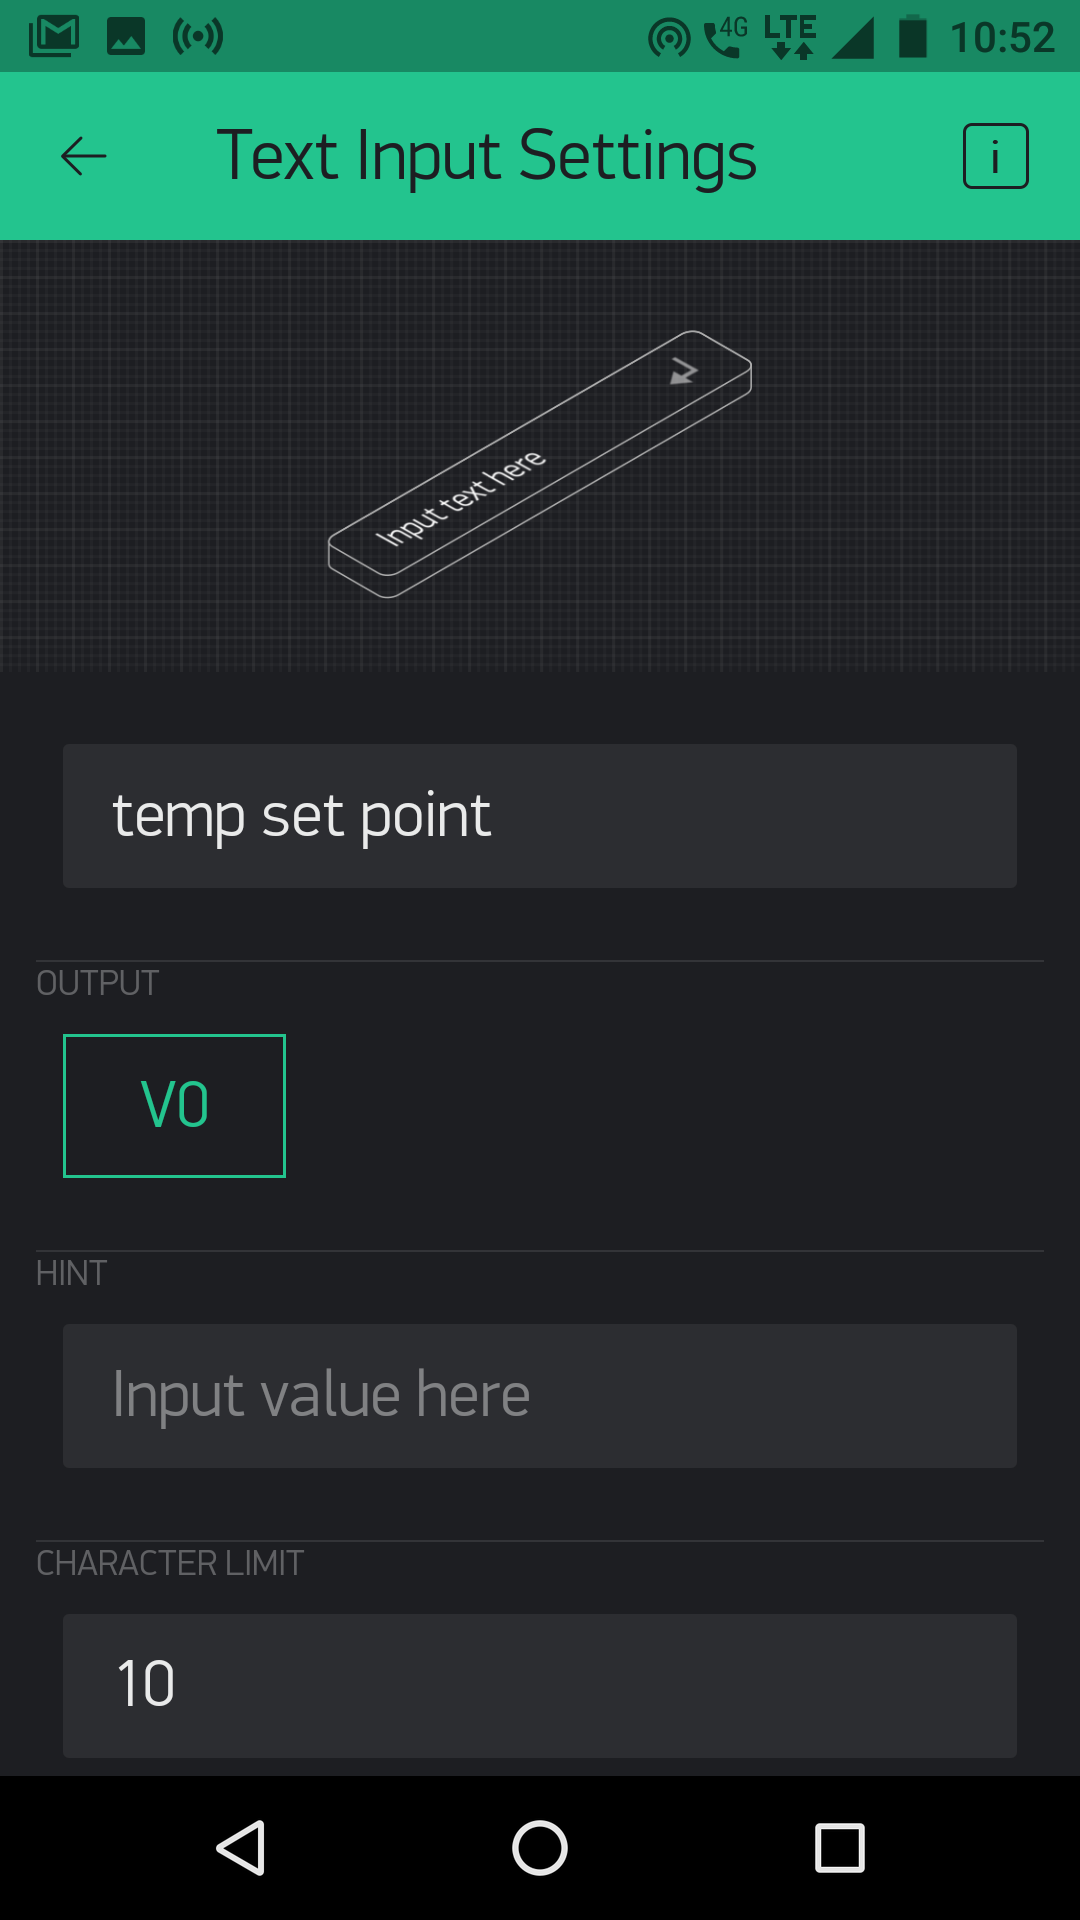 4G LTE 10:52
Text Input Settings i
Input text here
temp set point
OUTPUT
V0
HINT
Input value here
CHARACTER LIMIT
10